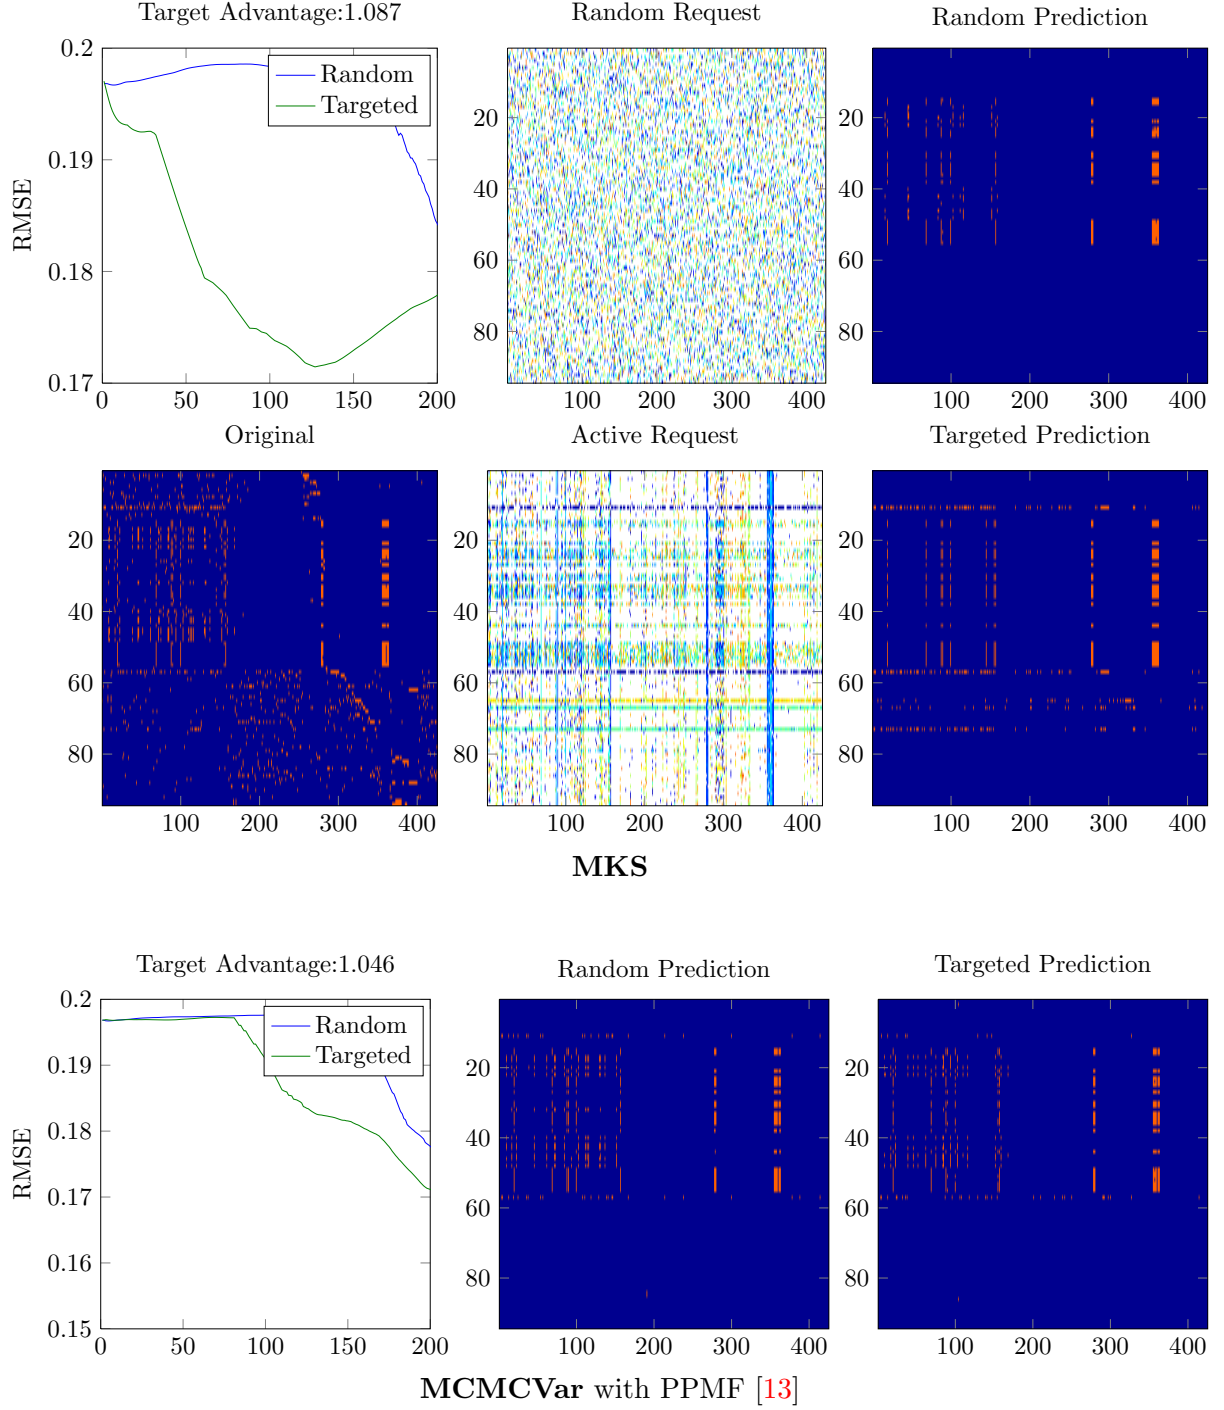 Target Advantage:1.087
Random Request
Random Prediction
0.2
0.19
0.18
0.17
RMSE
Random
Targeted
0 50 100 150 200
20
40
60
80
100 200 300 400
20
40
60
80
100 200 300 400
Original
Active Request
Targeted Prediction
20
40
60
80
100 200 300 400
20
40
60
80
100 200 300 400
20
40
60
80
100 200 300 400
MKS
Target Advantage:1.046
Random Prediction
Targeted Prediction
0.2
0.19
0.18
0.17
0.16
0.15
RMSE
Random
Targeted
0 50 100 150 200
20
40
60
80
100 200 300 400
20
40
60
80
100 200 300 400
MCMCVar with PPMF [13]